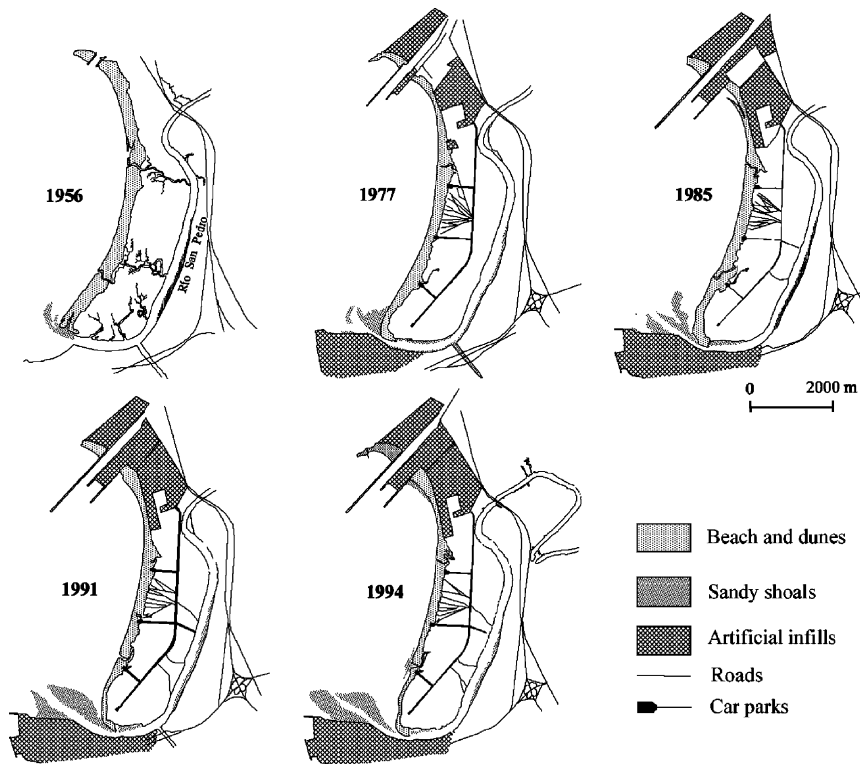 1956
Río San Pedro
1977
1985
0 2000 m
1991
1994
Beach and dunes
Sandy shoals
Artificial infills
Roads
Car parks